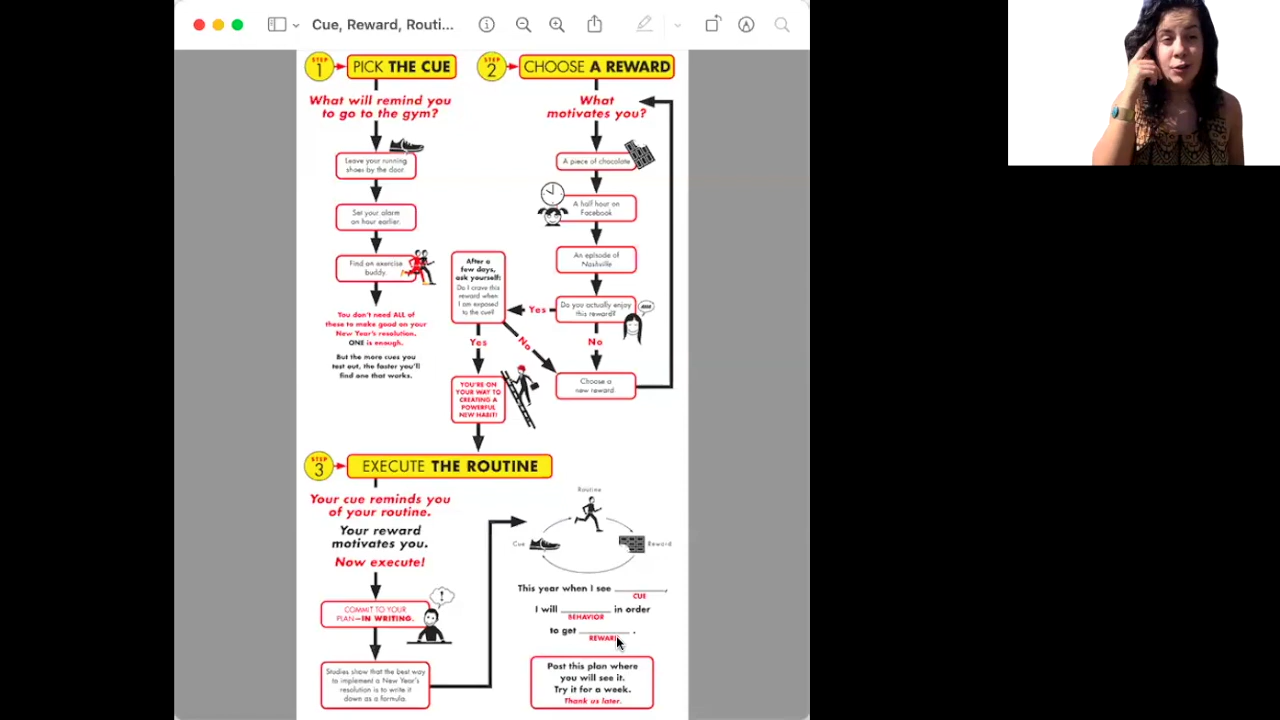 Cue, Reward, Routi...
STEP
1
PICK THE CUE
What will remind you
to go to the gym?
Leave your running
shoes by the door.
Set your alarm
an hour earlier.
Find an exercise
buddy.
You don't need ALL of
these to make good on your
New Year's resolution.
ONE is enough.
But the more cues you
test out, the faster you'll
find one that works.
STEP
2
CHOOSE A REWARD
What
motivates you?
A piece of chocolate
A half hour on
Facebook
An episode of
Nashville
Do you actually enjoy
this reward?
Yes
No
After a
few days,
ask yourself:
Do I crave this
reward when
I am exposed
to the cue?
Yes
No
Choose a
new reward.
YOU'RE ON
YOUR WAY TO
CREATING A
POWERFUL
NEW HABIT!
STEP
3
EXECUTE THE ROUTINE
Your cue reminds you
of your routine.
Your reward
motivates you.
Now execute!
!
COMMIT TO YOUR
PLAN—IN WRITING.
Studies show that the best way
to implement a New Year's
resolution is to write it
down as a formula.
Routine
Cue
Reward
This year when I see ________,
CUE
I will ________ in order
BEHAVIOR
to get ________ .
REWARD
Post this plan where
you will see it.
Try it for a week.
Thank us later.